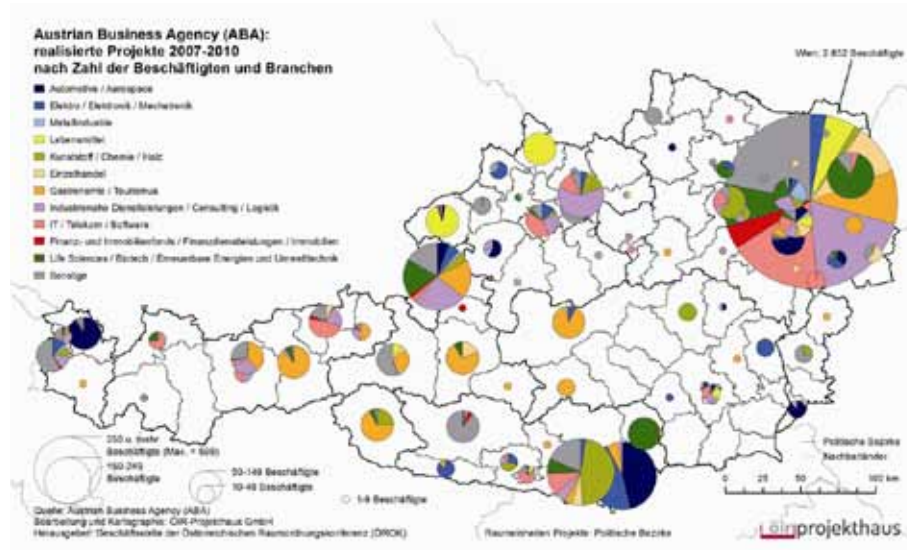 Austrian Business Agency (ABA):
realisierte Projekte 2007-2010
nach Zahl der Beschäftigten und Branchen
Automotive / Aerospace
Elektro / Elektronik / Mechatronik
Metallindustrie
Lebensmittel
Kunststoff / Chemie / Holz
Einzelhandel
Gastronomie / Tourismus
Industrienahe Dienstleistungen / Consulting / Logistik
IT / Telekom / Software
Finanz- und Immobilienfonds / Finanzdienstleistungen / Immobilien
Life Sciences / Biotech / Erneuerbare Energien und Umwelttechnik
Sonstige
Wien: 2 832 Beschäftigte
250 u. mehr
Beschäftigte (Max. =
150-249
Beschäftigte
50-149 Beschäftigte
10-49 Beschäftigte
1-9 Beschäftigte
Politische Bezirke
Nachbarländer
0 25 50 100 km
Quelle: Austrian Business Agency (ABA)
Bearbeitung und Kartographie: ÖIR-Projekthaus GmbH
Herausgeber: Geschäftsstelle der Österreichischen Raumordnungskonferenz (ÖROK)
Raumeinheiten Projekte: Politische Bezirke
öir projekthaus